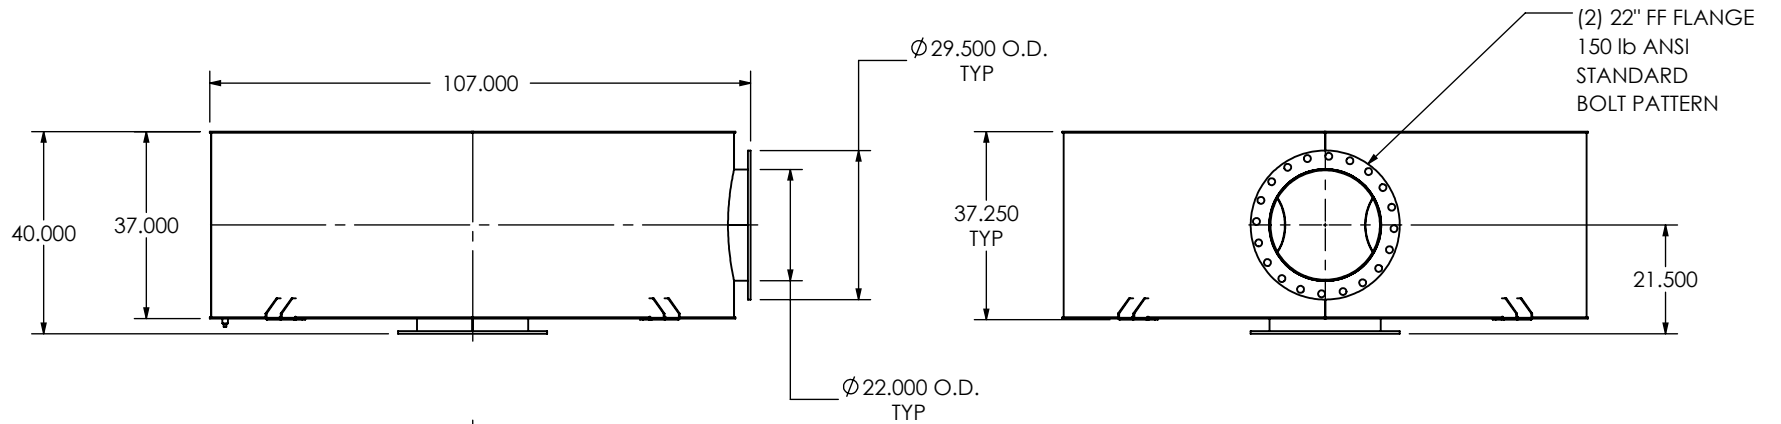 (2) 22" FF FLANGE
150 lb ANSI
STANDARD
BOLT PATTERN
Ø29.500 O.D.
TYP
107.000
40.000
37.000
37.250
TYP
21.500
Ø22.000 O.D.
TYP